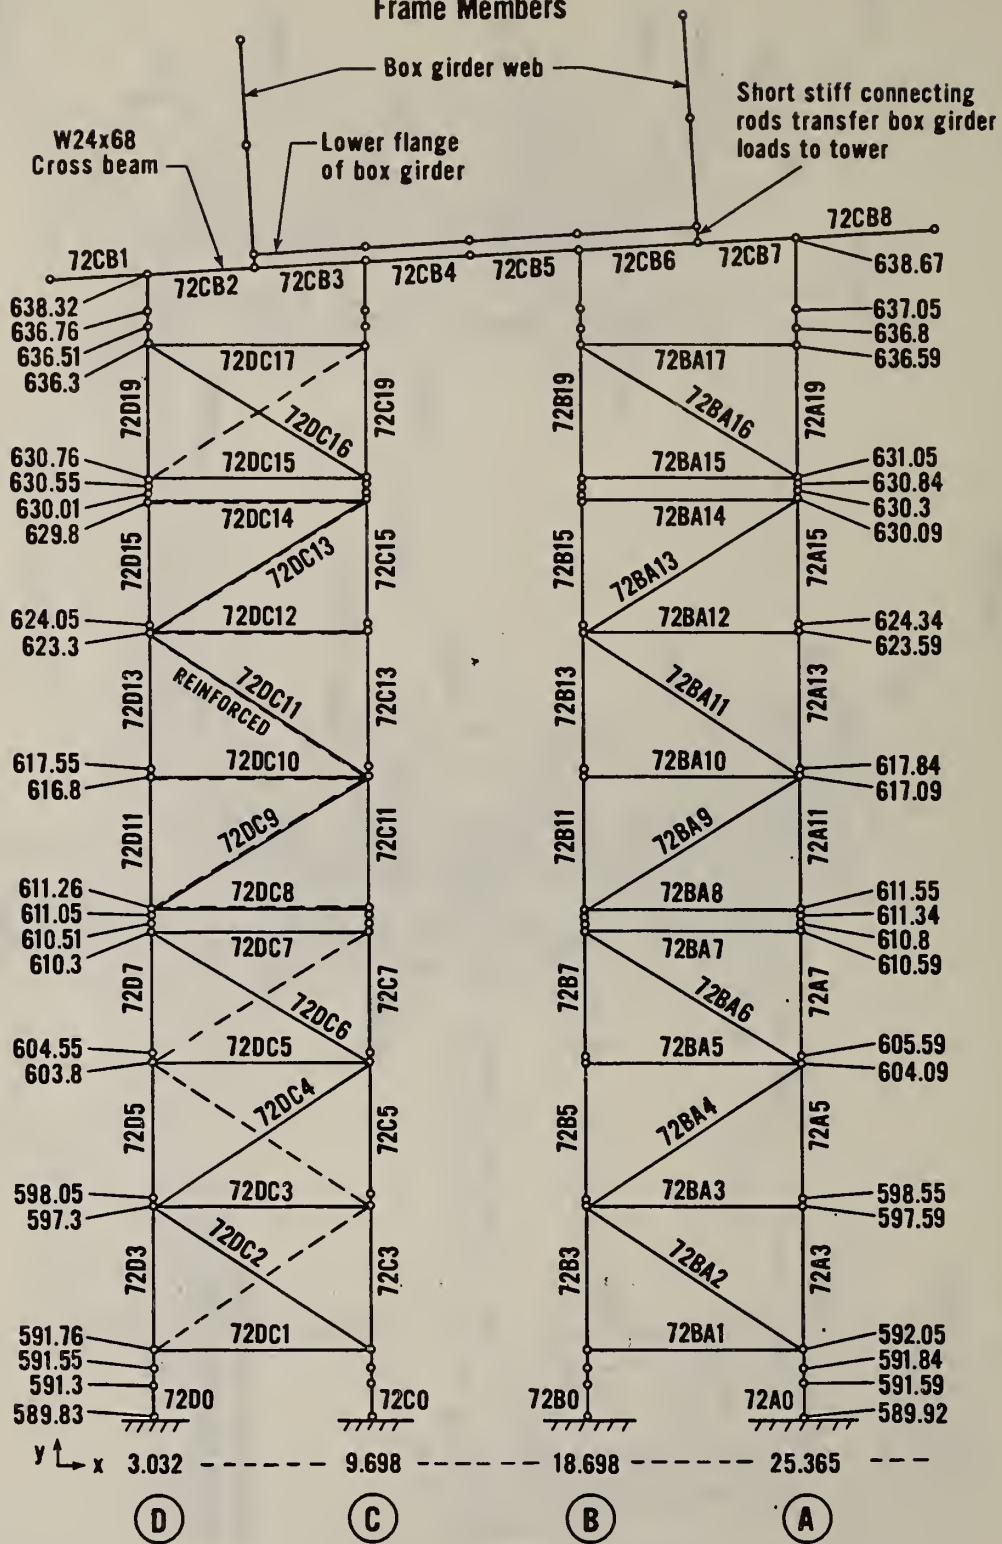 Frame Members
Box girder web
Short stiff connecting
rods transfer box girder
loads to tower
W24x68
Cross beam
Lower flange
of box girder
72CB1
72CB2
72CB3
72CB4
72CB5
72CB6
72CB7
72CB8
638.32
638.67
636.76
637.05
636.51
636.8
636.3
636.59
72DC17
72BA17
72D19
72DC16
72C19
72B19
72BA16
72A19
630.76
72DC15
72BA15
631.05
630.55
630.84
630.01
630.3
629.8
72DC14
72BA14
630.09
72D15
72DC13
72C15
72B15
72BA13
72A15
624.05
72DC12
72BA12
624.34
623.3
623.59
72D13
72DC11
REINFORCED
72C13
72B13
72BA11
72A13
617.55
72DC10
72BA10
617.84
616.8
617.09
72D11
72DC9
72C11
72B11
72BA9
72A11
611.26
72DC8
72BA8
611.55
611.05
611.34
610.51
610.8
610.3
72DC7
72BA7
610.59
72D7
72DC6
72C7
72B7
72BA6
72A7
604.55
72DC5
72BA5
605.59
603.8
604.09
72D5
72DC4
72C5
72B5
72BA4
72A5
598.05
72DC3
72BA3
598.55
597.3
597.59
72D3
72DC2
72C3
72B3
72BA2
72A3
591.76
72DC1
72BA1
592.05
591.55
591.84
591.3
591.59
589.83
72D0
72C0
72B0
72A0
589.92
y x 3.032 9.698 18.698 25.365
D C B A